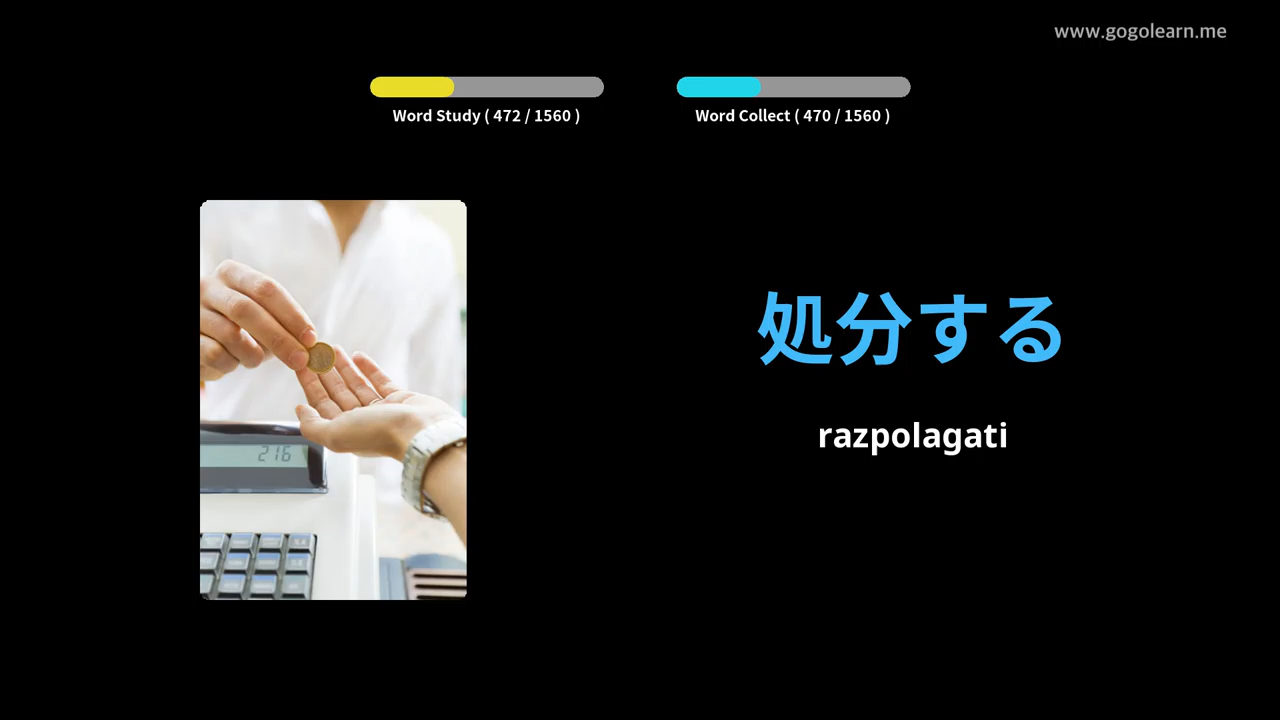 www.gogolearn.me
Word Study ( 472 / 1560 )
Word Collect ( 470 / 1560 )
処分する
razpolagati
216